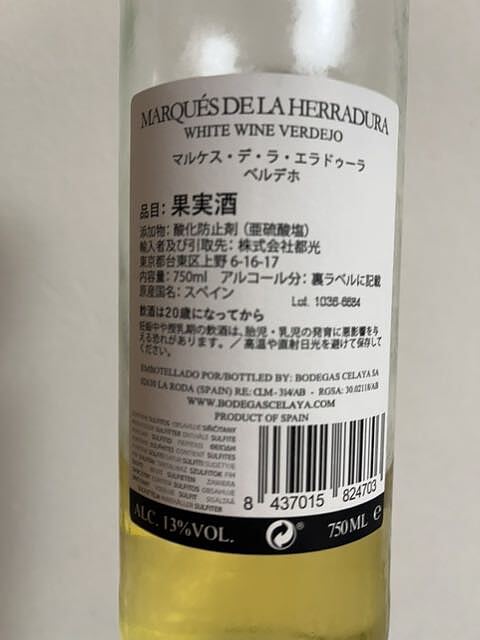 MARQUÉS DE LA HERRADURA
WHITE WINE VERDEJO
マルケス・デ・ラ・エラドゥーラ
ベルデホ
品目：果実酒
添加物：酸化防止剤（亜硫酸塩）
輸入者及び引取先：株式会社都光
東京都台東区上野6-16-17
内容量：750ml アルコール分：裏ラベルに記載
原産国名：スペイン
Lot. 1036-6684
飲酒は20歳になってから
妊娠中や授乳期の飲酒は、胎児・乳児の発育に悪影響を与
える恐れがあります。／高温や直射日光を避けて保存して
ください。
EMBOTELLADO POR/BOTTLED BY: BODEGAS CELAYA SA
02630 LA RODA (SPAIN) RE: CLM-314/AB - RGSA: 30.02118/AB
WWW.BODEGASCELAYA.COM
PRODUCT OF SPAIN
8 437015 824703
ALC. 13%VOL.
750 ML e